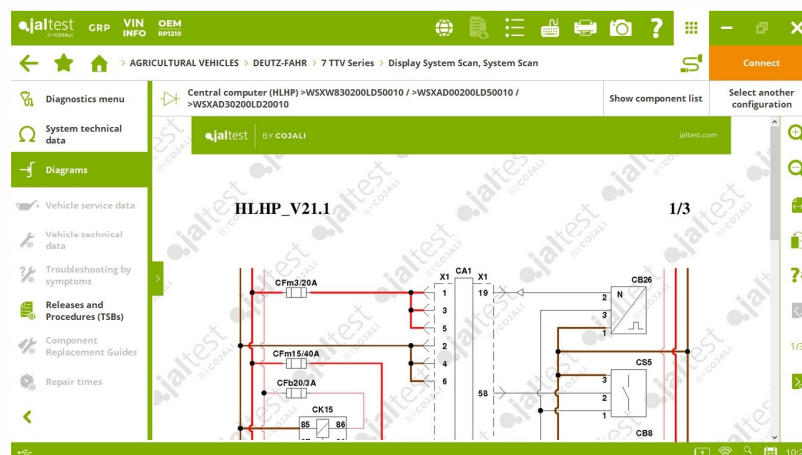 jaltest
BY COJALI
GRP
VIN INFO
OEM
RP1210
> AGRICULTURAL VEHICLES > DEUTZ-FAHR > 7 TTV Series > Display System Scan, System Scan
Connect
Diagnostics menu
System technical
data
Diagrams
Vehicle service data
Vehicle technical
data
Troubleshooting by
symptoms
Releases and
Procedures (TSBs)
Component
Replacement Guides
Repair times
Central computer (HLHP) >WSXW830200LD50010 / >WSXAD00200LD50010 /
>WSXAD30200LD20010
Show component list
Select another
configuration
jaltest BY COJALI
jaltest.com
HLHP_V21.1
1/3
CFm3/20A
X1 CA1 X1
1 19
3
5
2
4
6
58
CFm15/40A
CFb20/3A
CK15
85 86
CB26
2 N
3
1
CS5
3
2
1
CB8
1/3